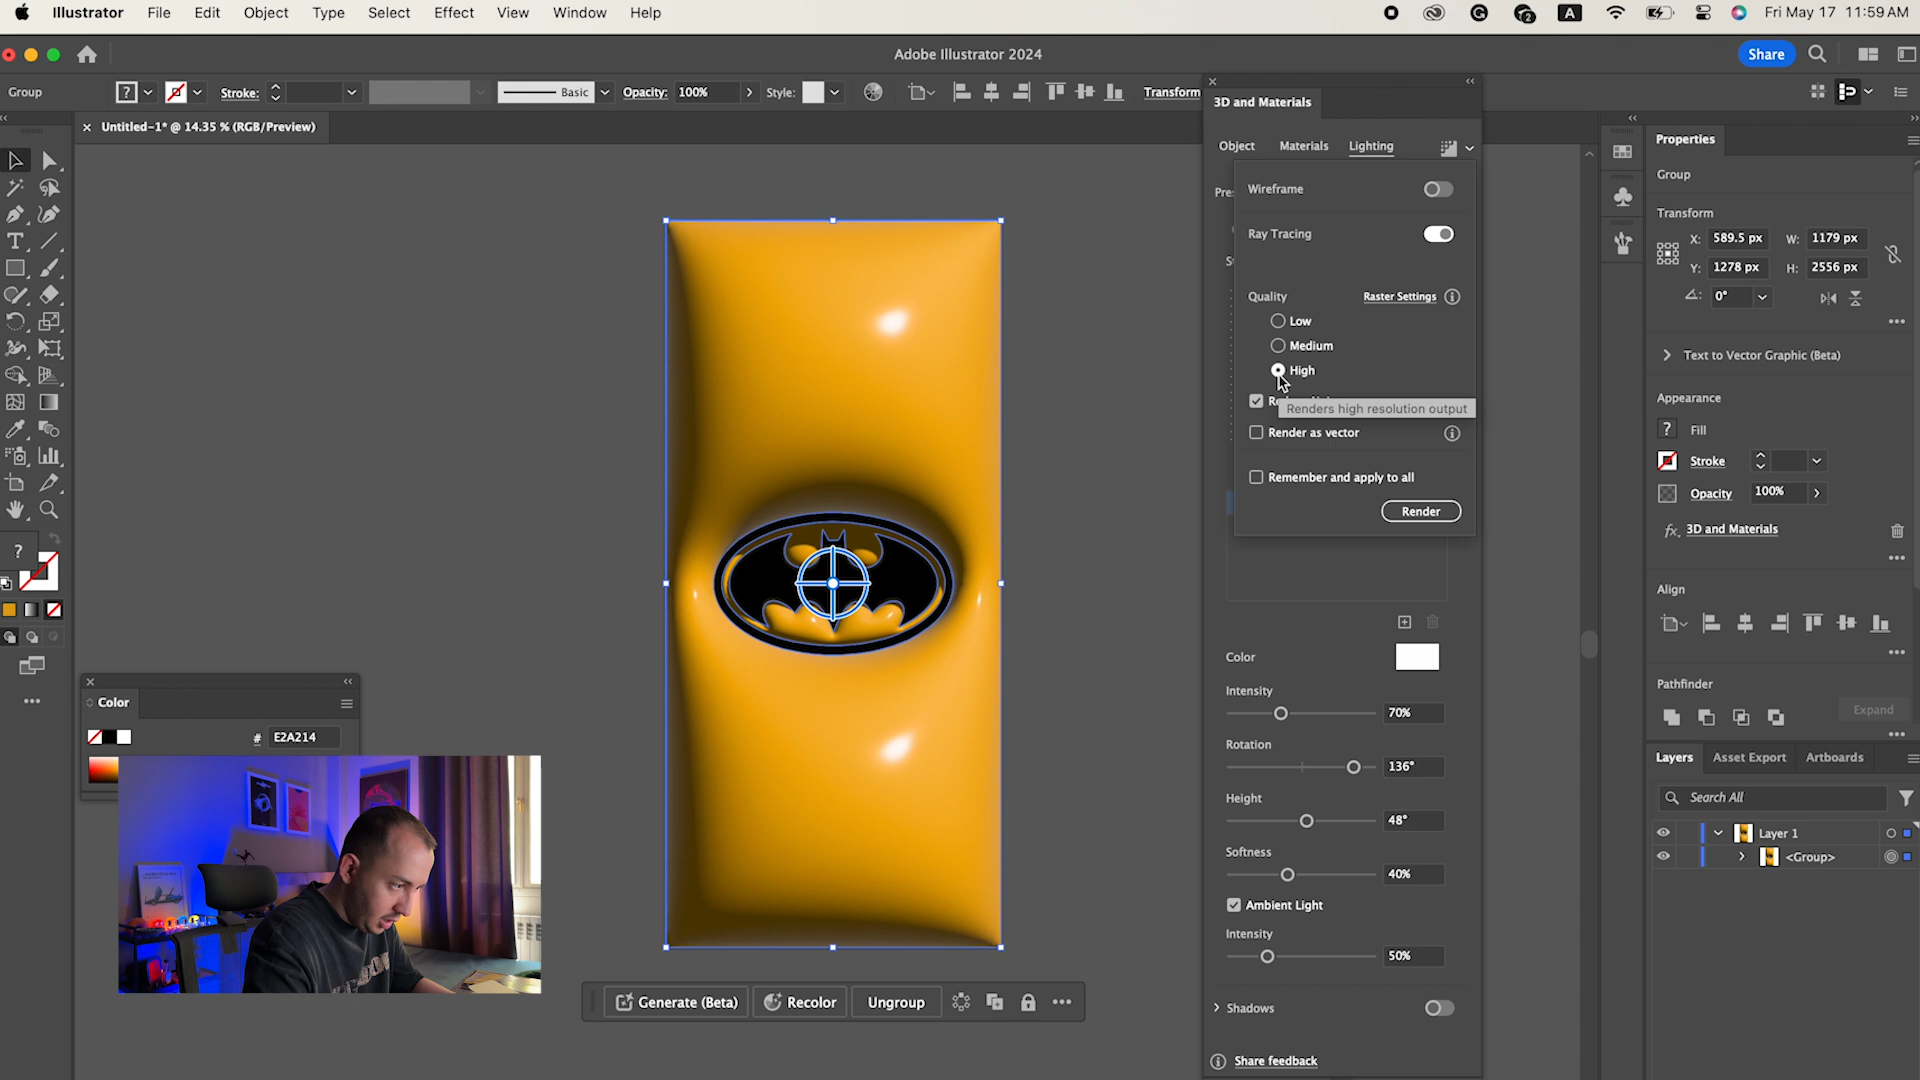 Illustrator File Edit Object Type Select Effect View Window Help
2 A Fri May 17 11:59 AM
Adobe Illustrator 2024
Share
Group ? Stroke: Basic Opacity: 100% Style: Transform
Untitled-1* @ 14.35 % (RGB/Preview)
3D and Materials
Object Materials Lighting
Pres
Wireframe
Ray Tracing
Quality Raster Settings
Low
Medium
High
Renders high resolution output
Render as vector
Remember and apply to all
Render
Color
Intensity
70%
Rotation
136°
Height
48°
Softness
40%
Ambient Light
Intensity
50%
Shadows
Share feedback
Properties
Group
Transform
X: 589.5 px W: 1179 px
Y: 1278 px H: 2556 px
0°
Text to Vector Graphic (Beta)
Appearance
? Fill
Stroke
Opacity 100%
fx 3D and Materials
Align
Pathfinder
Expand
Layers Asset Export Artboards
Search All
Layer 1
<Group>
?
Color
# E2A214
Generate (Beta) Recolor Ungroup